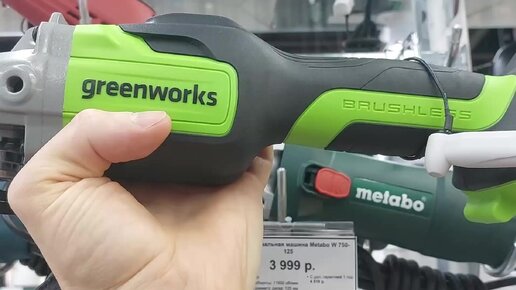 greenworks
BRUSHLESS
metabo
альная машина Metabo W 750-
125
3 999 р.